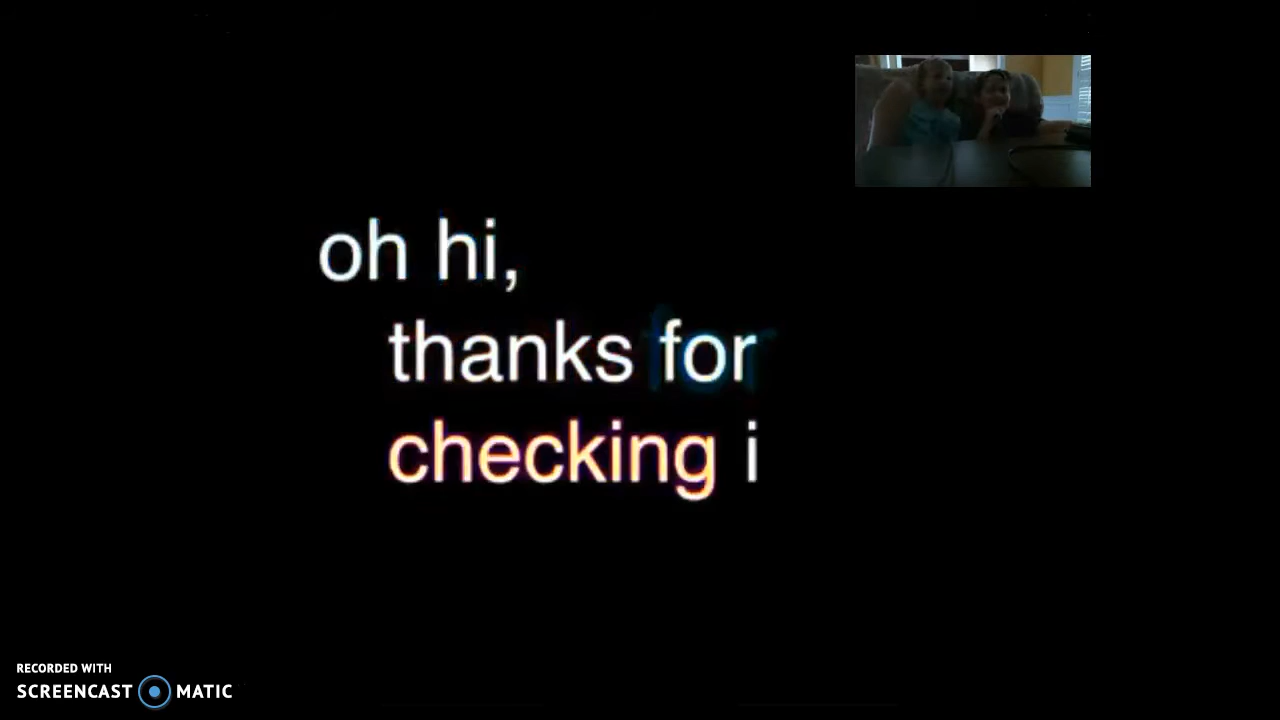 oh hi,
thanks for
checking i
RECORDED WITH
SCREENCAST MATIC